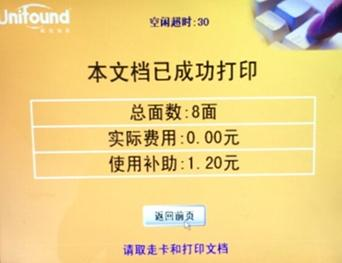 Unifound
空闲超时:30
本文档已成功打印
总面数:8面
实际费用:0.00元
使用补助:1.20元
返回前页
请取走卡和打印文档